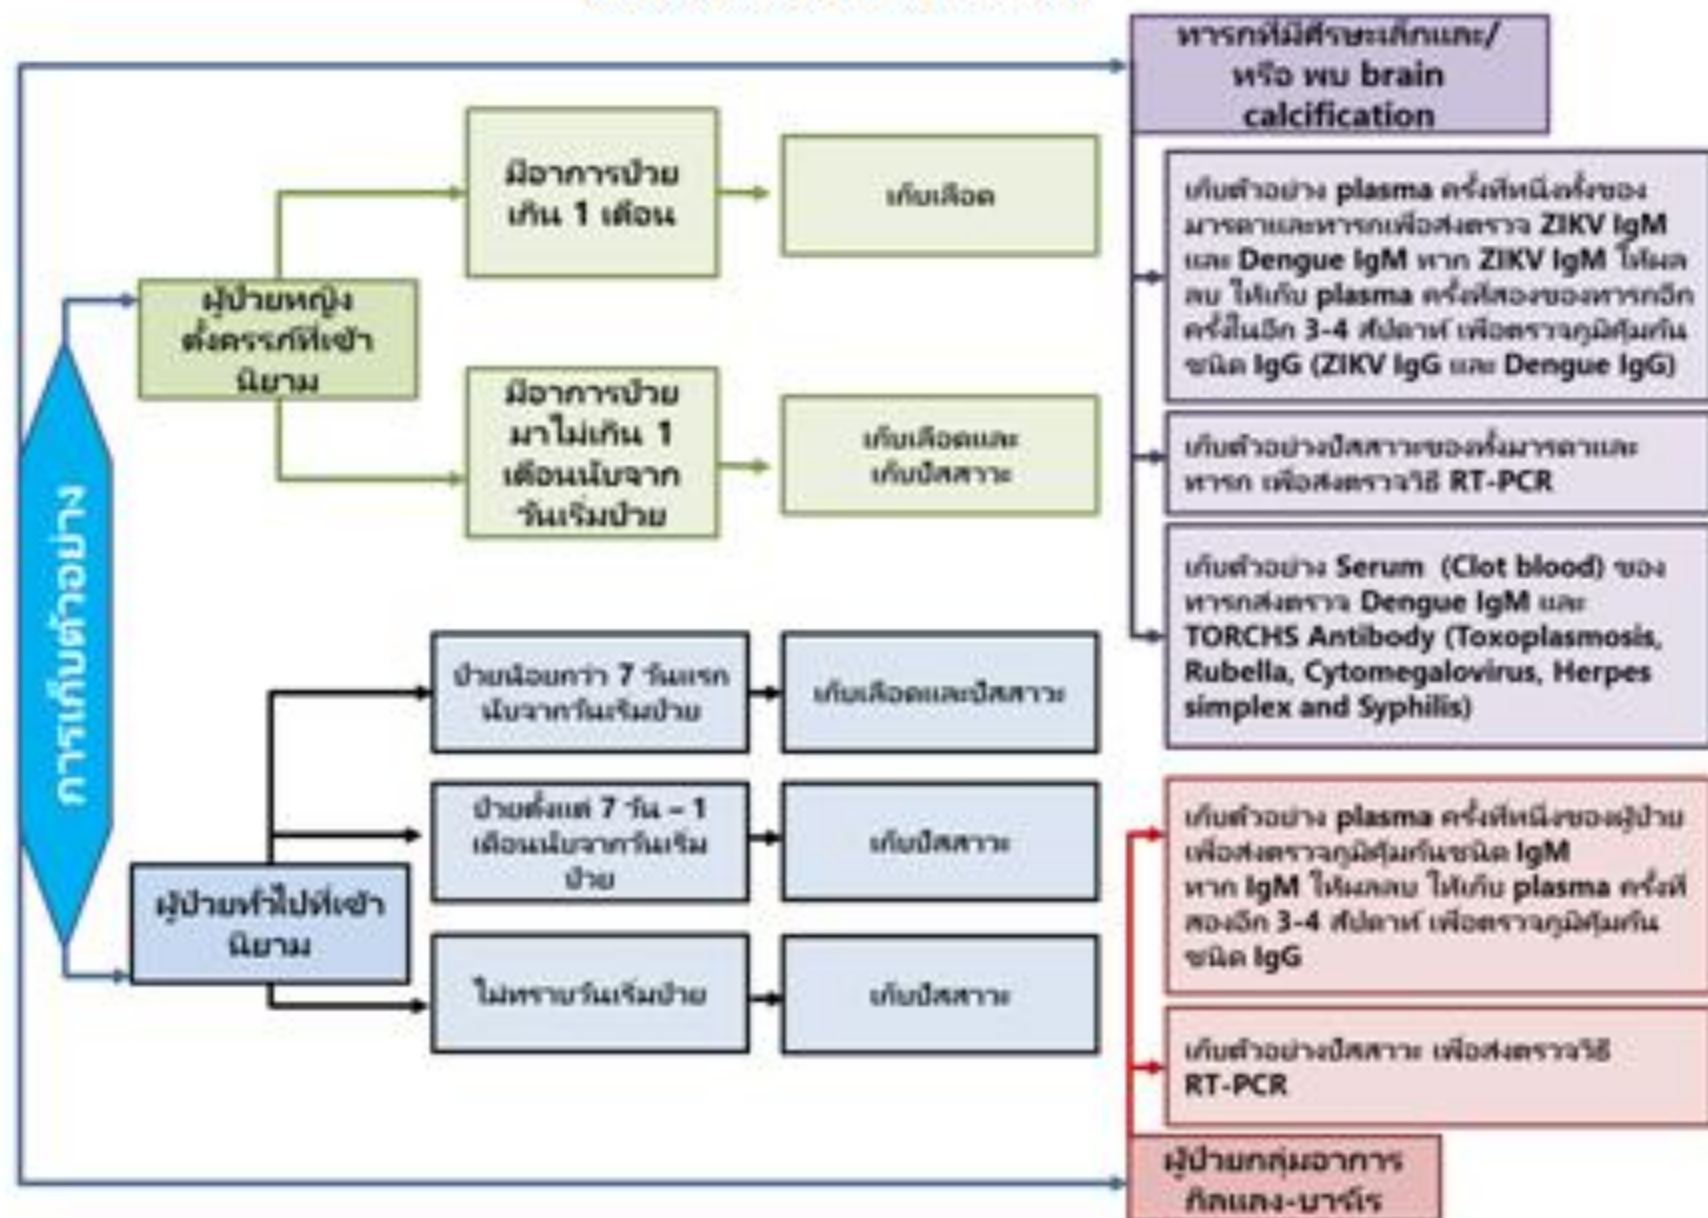 การเก็บตัวอย่าง
ผู้ป่วยหญิง
ตั้งครรภ์ที่เข้า
นิยาม
มีอาการป่วย
เกิน 1 เดือน
เก็บเลือด
มีอาการป่วย
มาไม่เกิน 1
เดือนนับจาก
วันเริ่มป่วย
เก็บเลือดและ
เก็บปัสสาวะ
ผู้ป่วยทั่วไปที่เข้า
นิยาม
ป่วยน้อยกว่า 7 วันแรก
นับจากวันเริ่มป่วย
เก็บเลือดและปัสสาวะ
ป่วยตั้งแต่ 7 วัน – 1
เดือนนับจากวันเริ่ม
ป่วย
เก็บปัสสาวะ
ไม่ทราบวันเริ่มป่วย
เก็บปัสสาวะ
ทารกที่มีศีรษะเล็กและ/
หรือ พบ brain
calcification
เก็บตัวอย่าง plasma ครั้งที่หนึ่งทั้งของ
มารดาและทารกเพื่อส่งตรวจ ZIKV IgM
และ Dengue IgM หาก ZIKV IgM ให้ผล
ลบ ให้เก็บ plasma ครั้งที่สองของทารกอีก
ครั้งในอีก 3-4 สัปดาห์ เพื่อตรวจภูมิคุ้มกัน
ชนิด IgG (ZIKV IgG และ Dengue IgG)
เก็บตัวอย่างปัสสาวะของทั้งมารดาและ
ทารก เพื่อส่งตรวจวิธี RT-PCR
เก็บตัวอย่าง Serum (Clot blood) ของ
ทารกส่งตรวจ Dengue IgM และ
TORCHS Antibody (Toxoplasmosis,
Rubella, Cytomegalovirus, Herpes
simplex and Syphilis)
เก็บตัวอย่าง plasma ครั้งที่หนึ่งของผู้ป่วย
เพื่อส่งตรวจภูมิคุ้มกันชนิด IgM
หาก IgM ให้ผลลบ ให้เก็บ plasma ครั้งที่
สองอีก 3-4 สัปดาห์ เพื่อตรวจภูมิคุ้มกัน
ชนิด IgG
เก็บตัวอย่างปัสสาวะ เพื่อส่งตรวจวิธี
RT-PCR
ผู้ป่วยกลุ่มอาการ
กิลแลง-บาร์เร